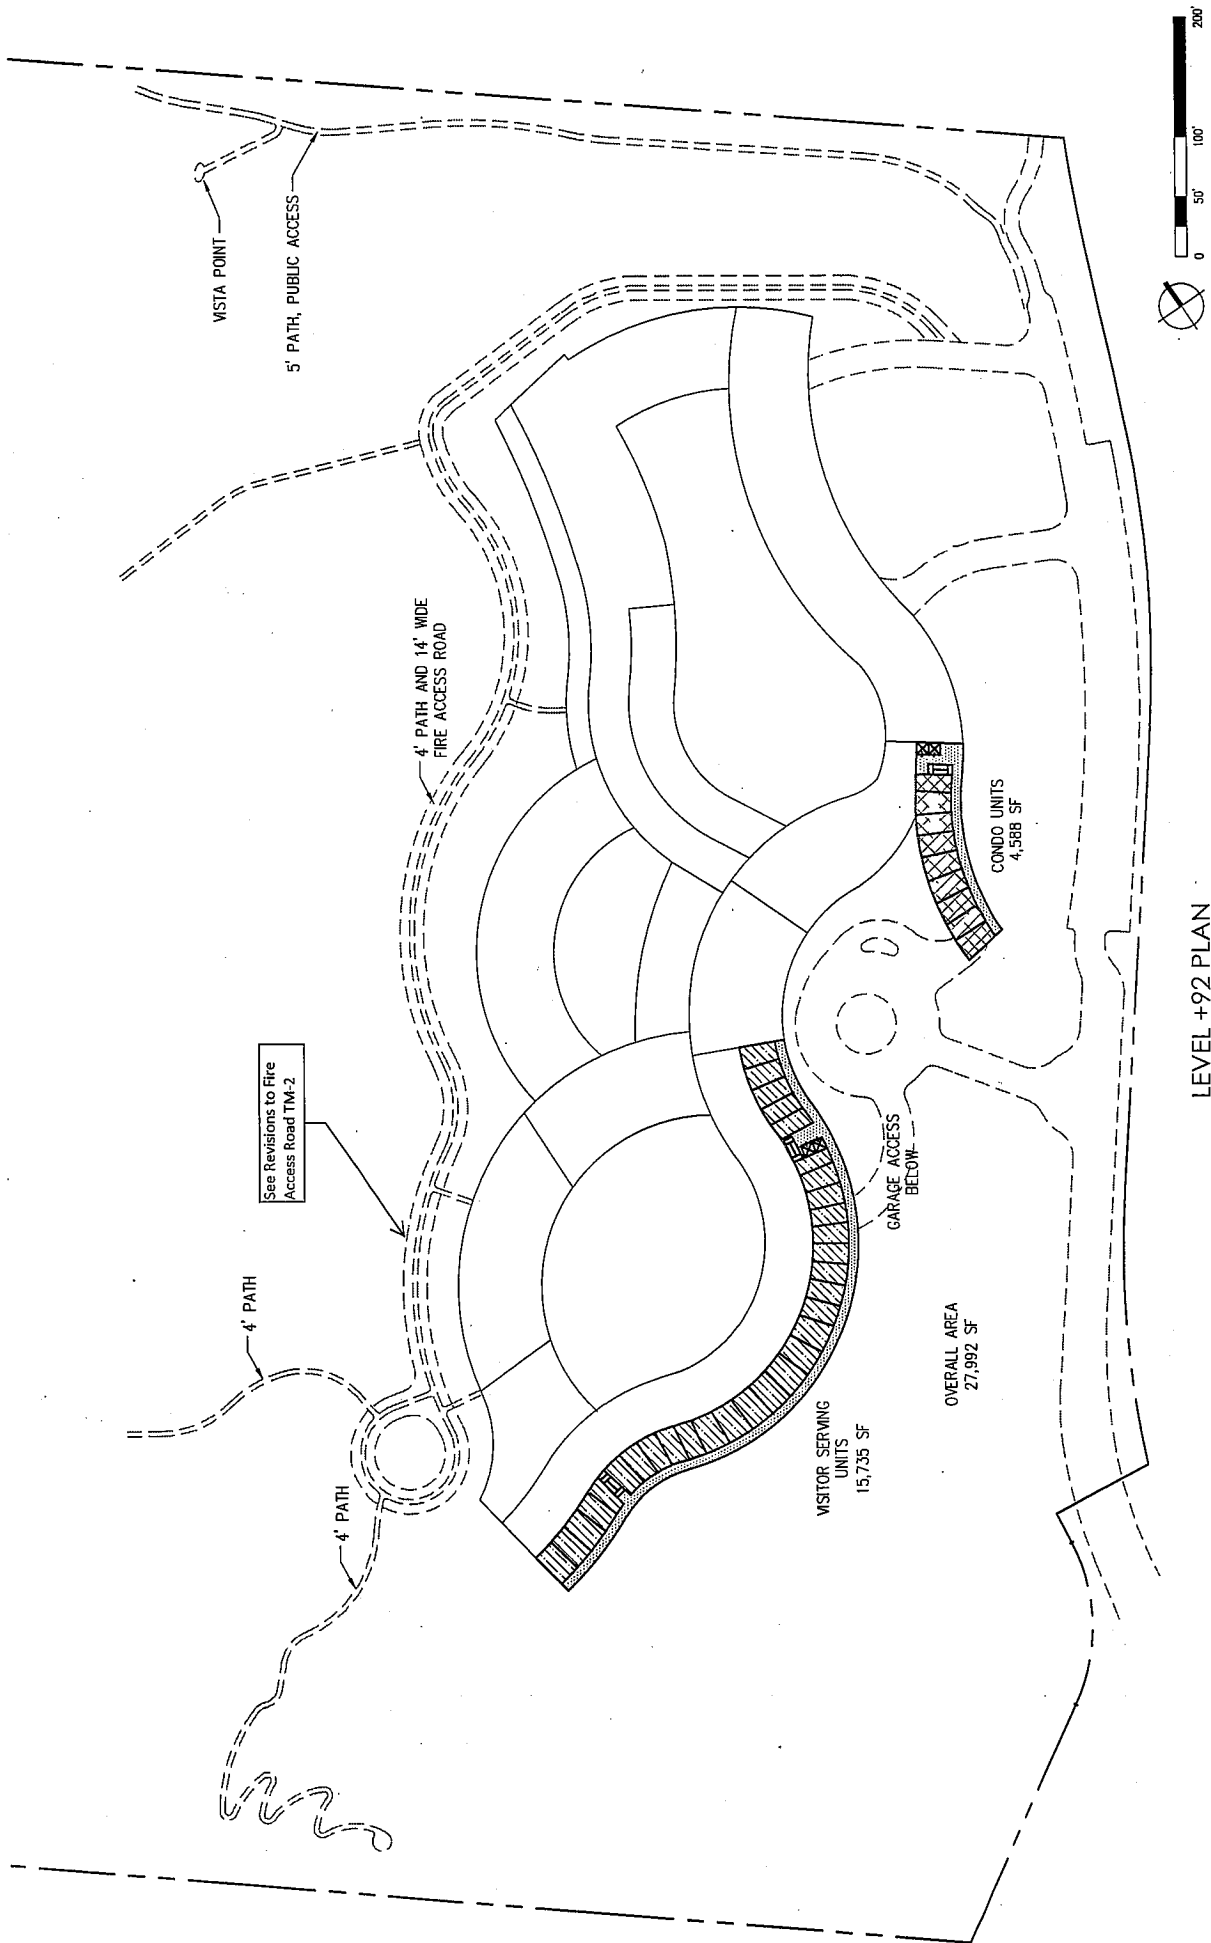 VISTA POINT
5' PATH, PUBLIC ACCESS
4' PATH AND 14' WIDE
FIRE ACCESS ROAD
See Revisions to Fire
Access Road TM-2
4' PATH
4' PATH
CONDO UNITS
4,588 SF
GARAGE ACCESS
BELOW
OVERALL AREA
27,992 SF
VISITOR SERVING
UNITS
15,735 SF
LEVEL +92 PLAN
0 50' 100' 200'